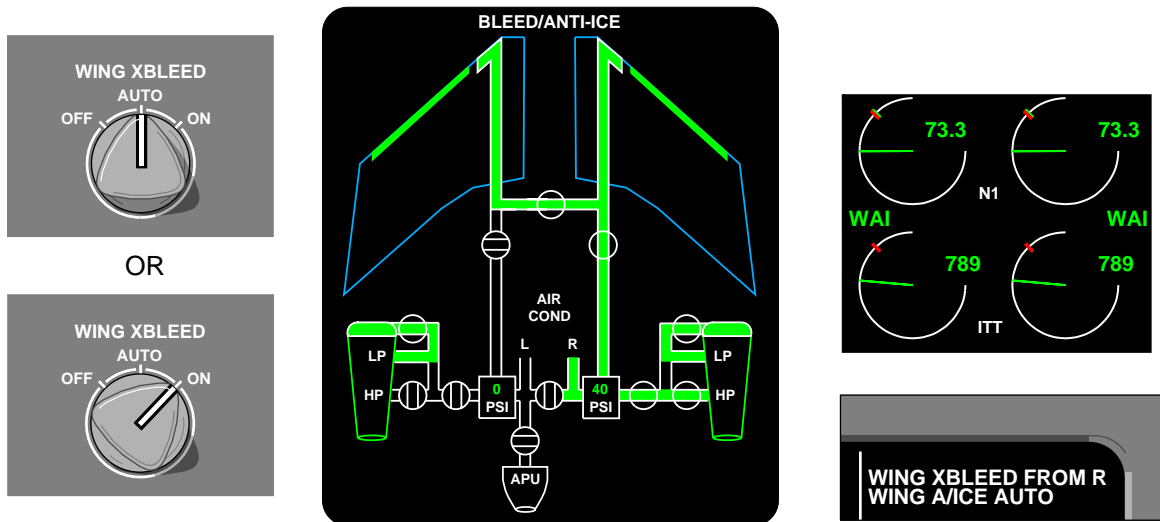 WING XBLEED
AUTO
OFF ON
OR
WING XBLEED
AUTO
OFF ON
BLEED/ANTI-ICE
AIR
COND
L R
LP LP
HP HP
0 40
PSI PSI
APU
73.3 73.3
N1
WAI WAI
789 789
ITT
WING XBLEED FROM R
WING A/ICE AUTO